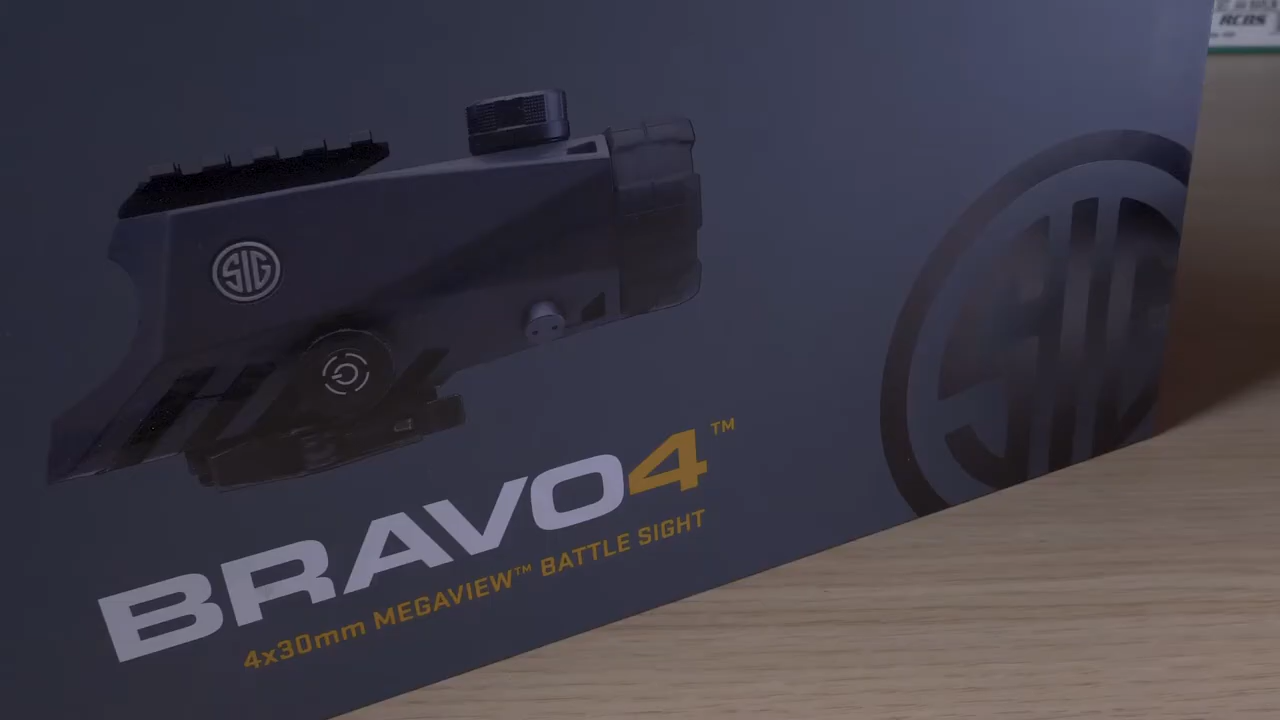 RCBS
SIG
BRAVO4™
4x30mm MEGAVIEW™ BATTLE SIGHT
SIG